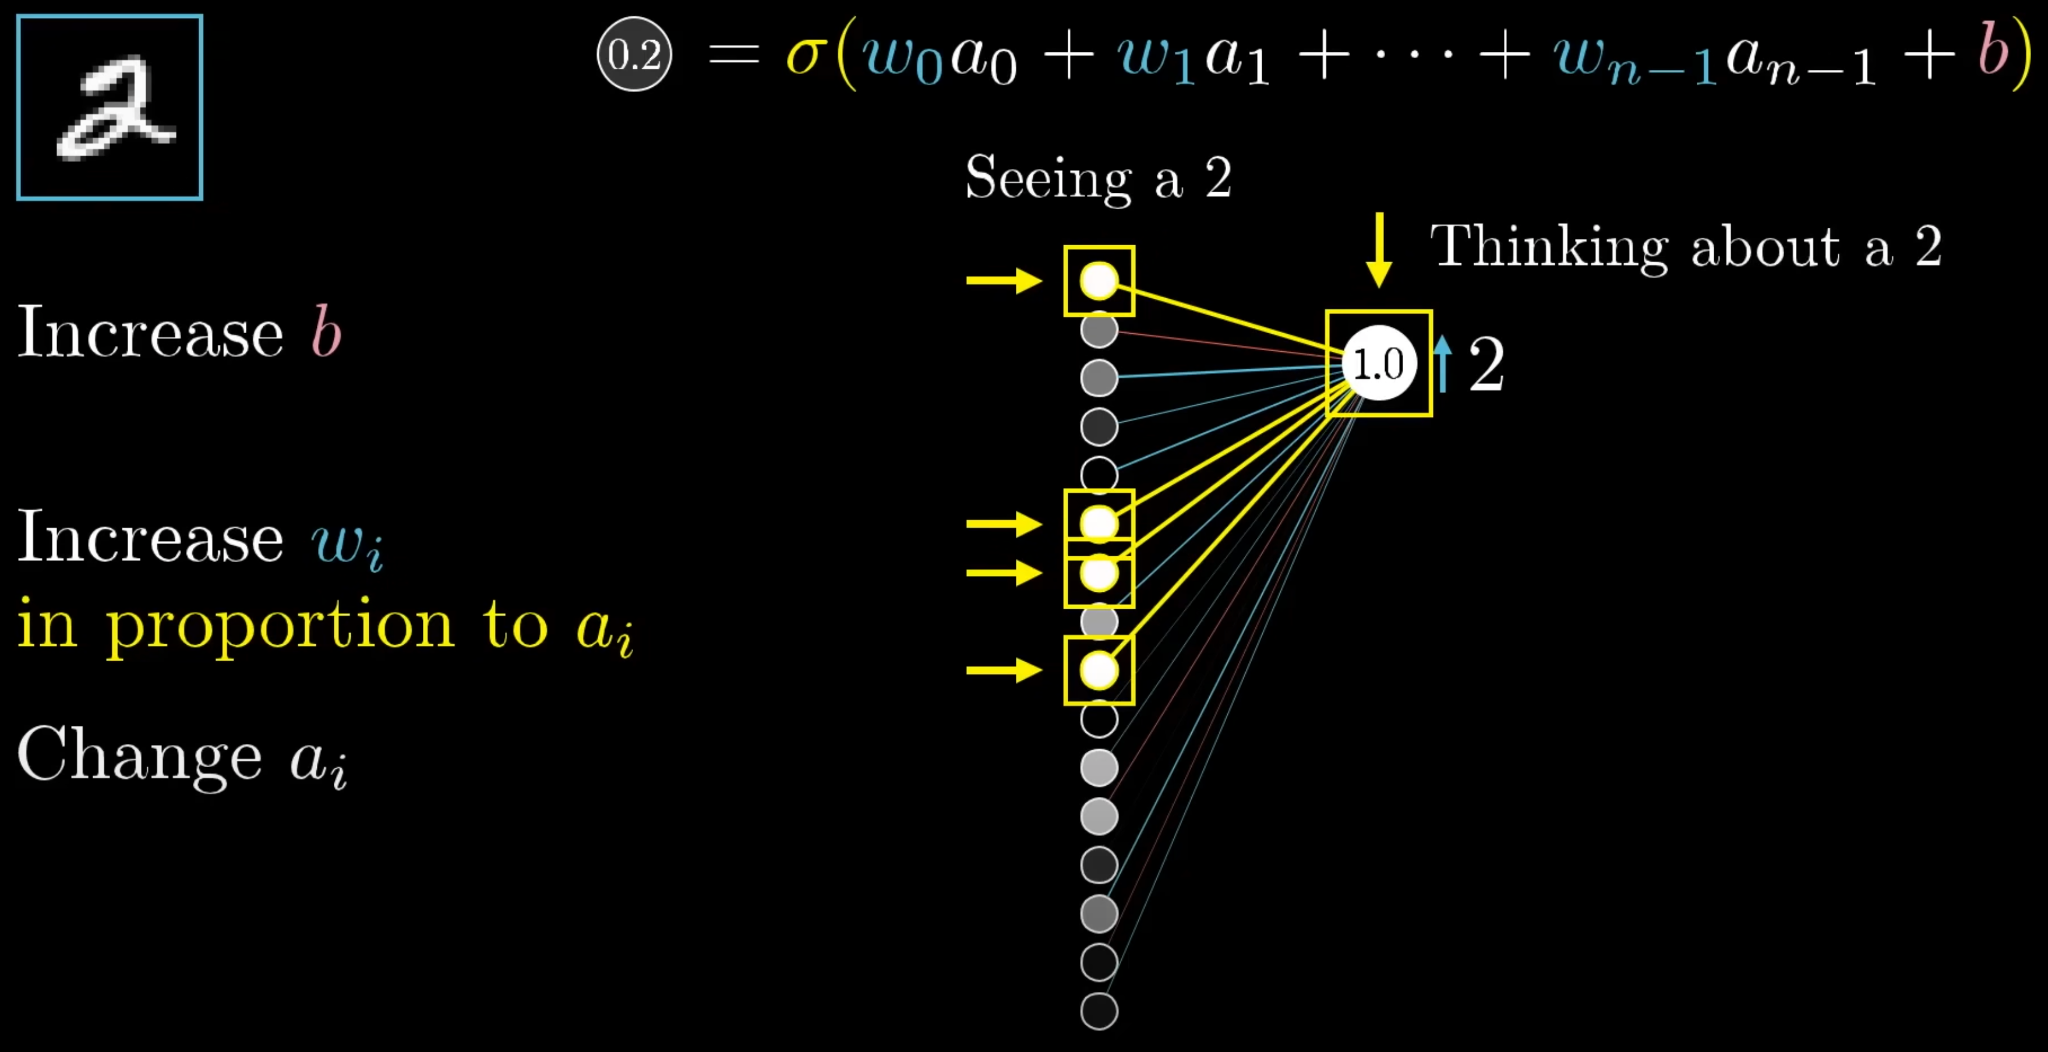 0.2 = σ(w₀a₀ + w₁a₁ + ⋯ + wₙ₋₁aₙ₋₁ + b)
Seeing a 2
Thinking about a 2
1.0 2
Increase b
Increase wᵢ
in proportion to aᵢ
Change aᵢ